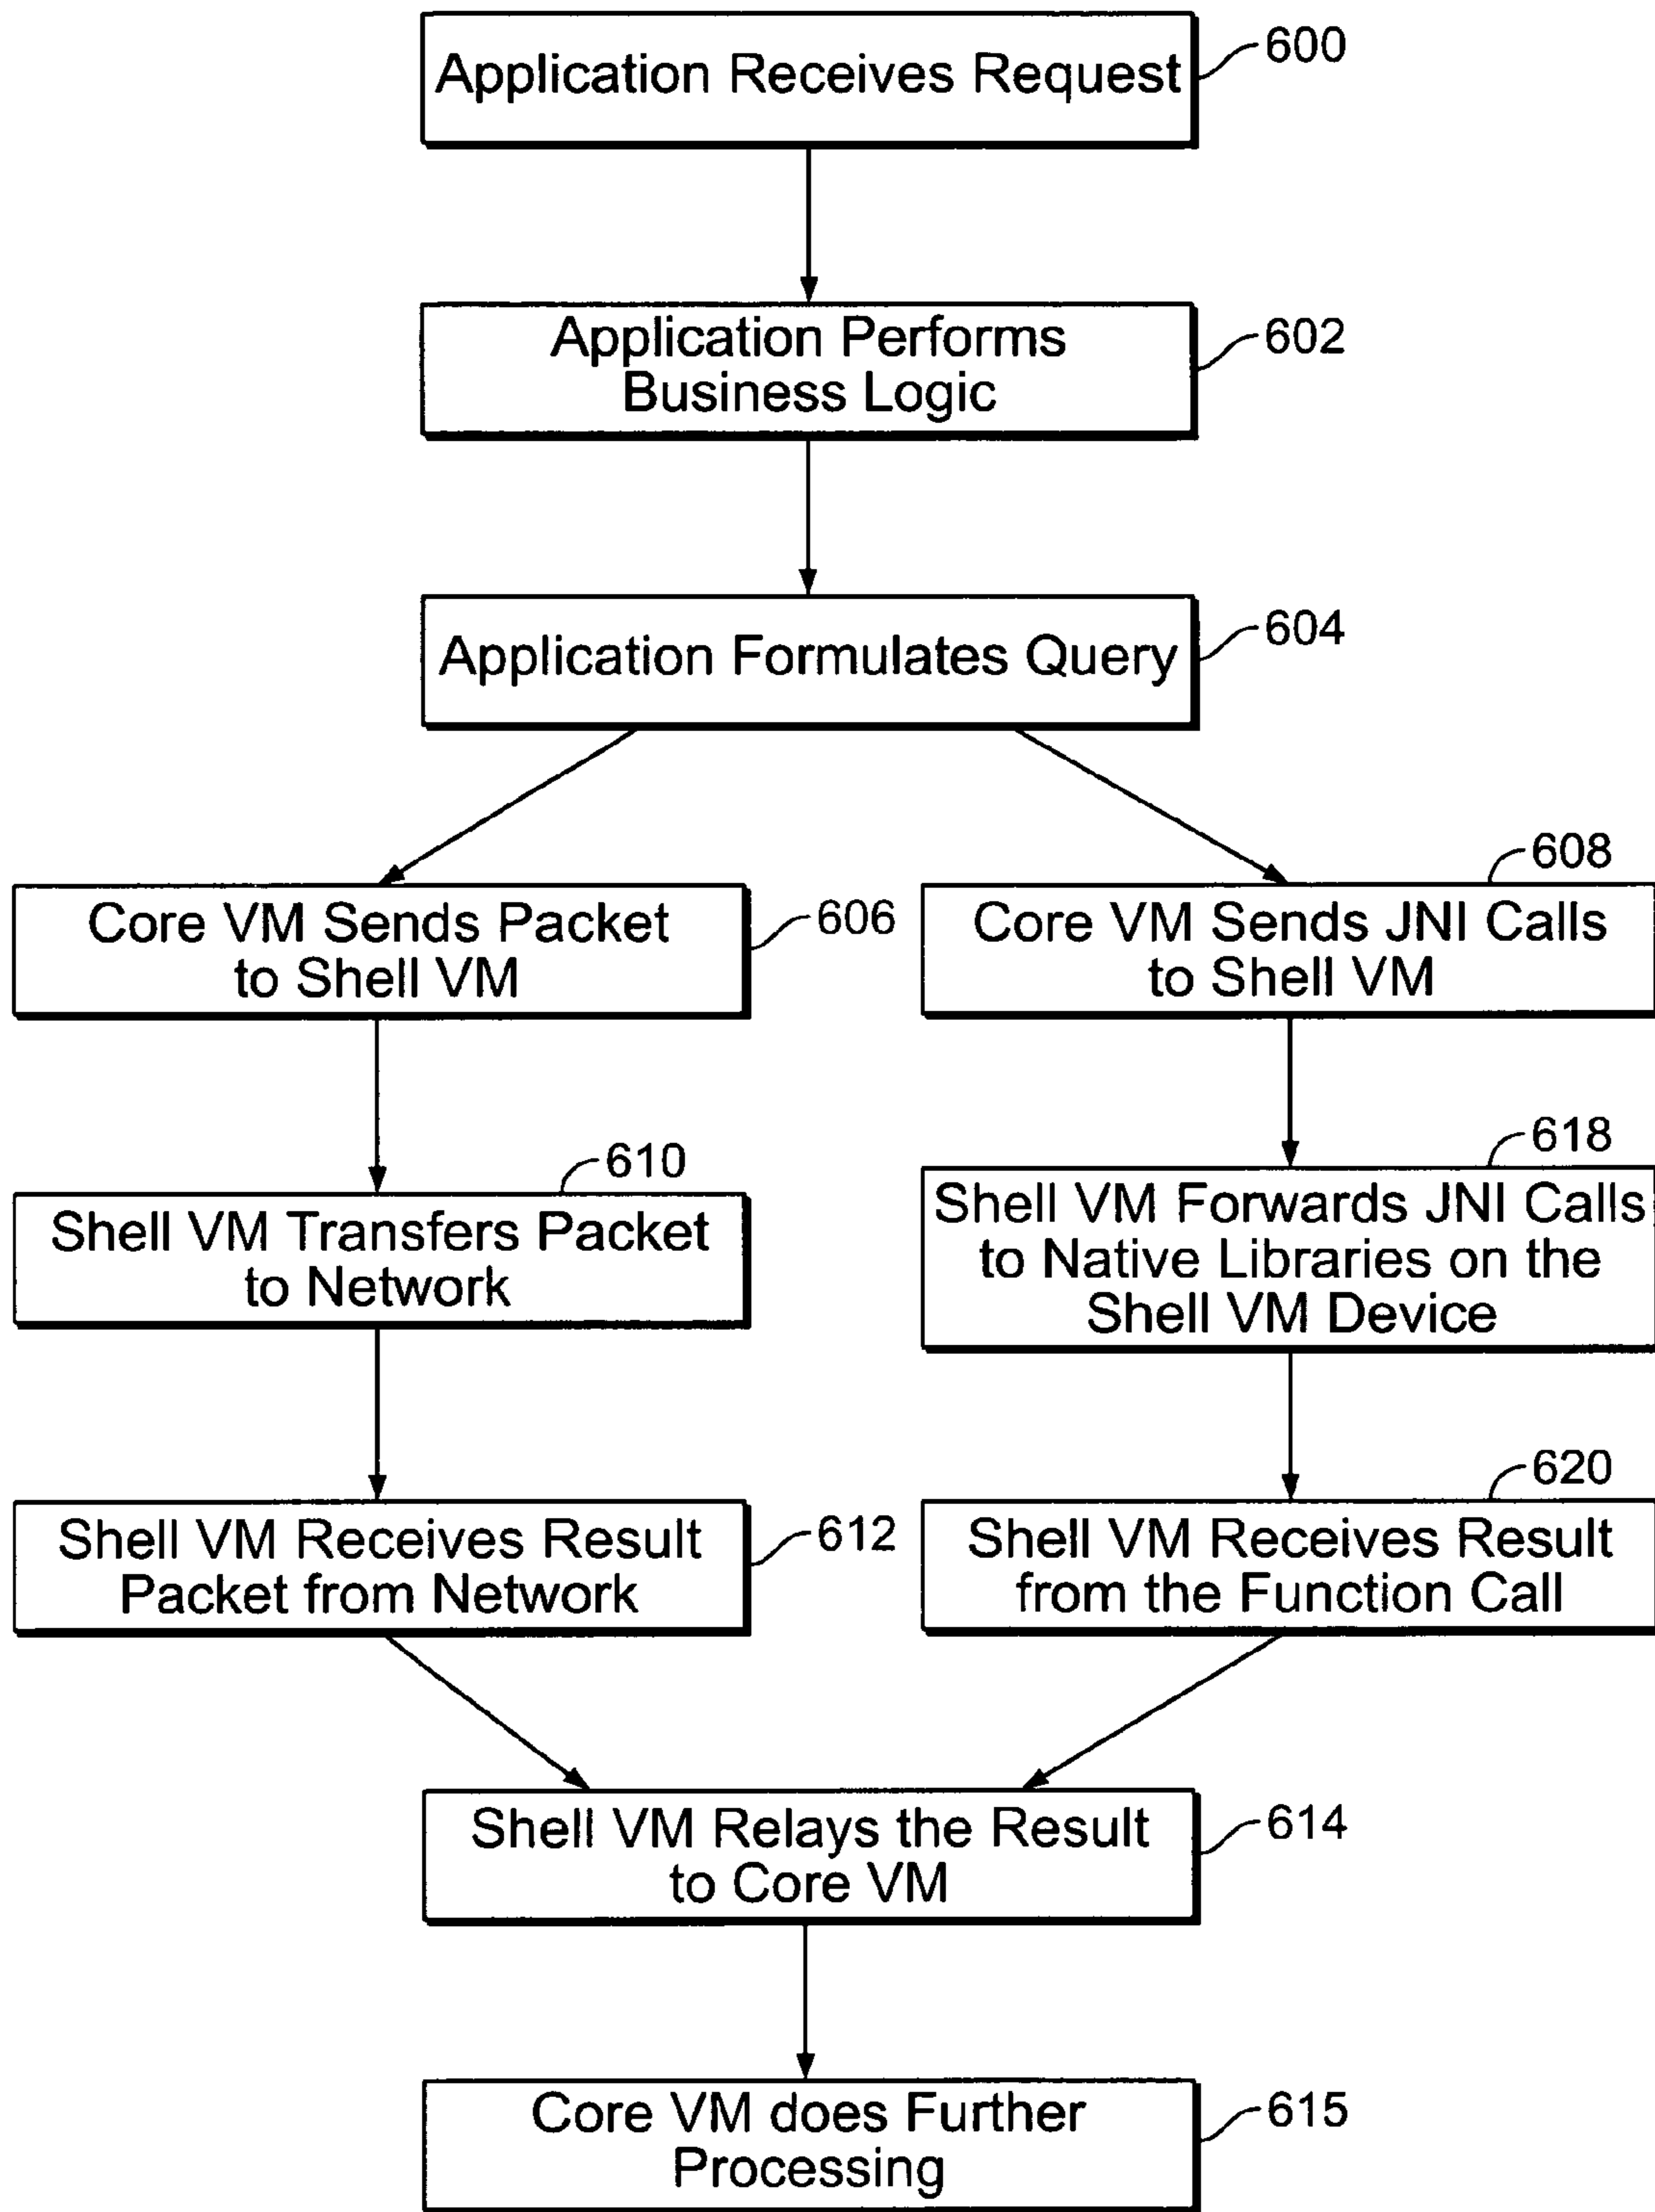 Application Receives Request
600
Application Performs
Business Logic
602
Application Formulates Query
604
Core VM Sends Packet
to Shell VM
606
608
Core VM Sends JNI Calls
to Shell VM
610
Shell VM Transfers Packet
to Network
618
Shell VM Forwards JNI Calls
to Native Libraries on the
Shell VM Device
Shell VM Receives Result
Packet from Network
612
620
Shell VM Receives Result
from the Function Call
Shell VM Relays the Result
to Core VM
614
Core VM does Further
Processing
615